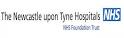 The Newcastle upon Tyne Hospitals NHS
NHS Foundation Trust